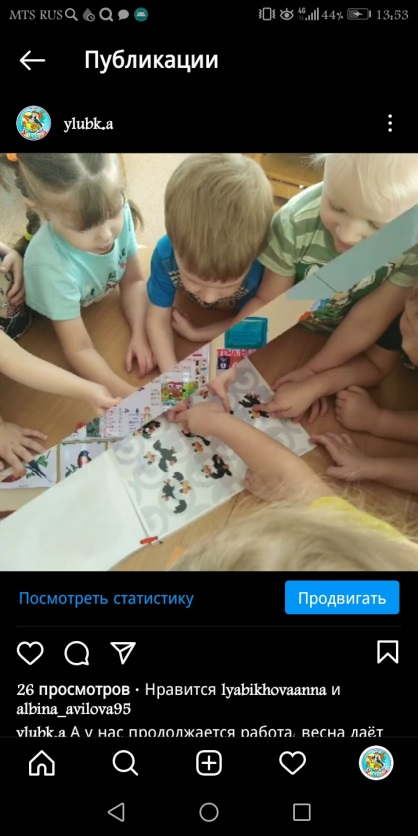 MTS RUS 4G 44% 13:53
Публикации
ylubk.a
Посмотреть статистику
Продвигать
26 просмотров · Нравится lyabikhovaanna и
albina_avilova95
ylubk.a А у нас продолжается работа, весна даёт